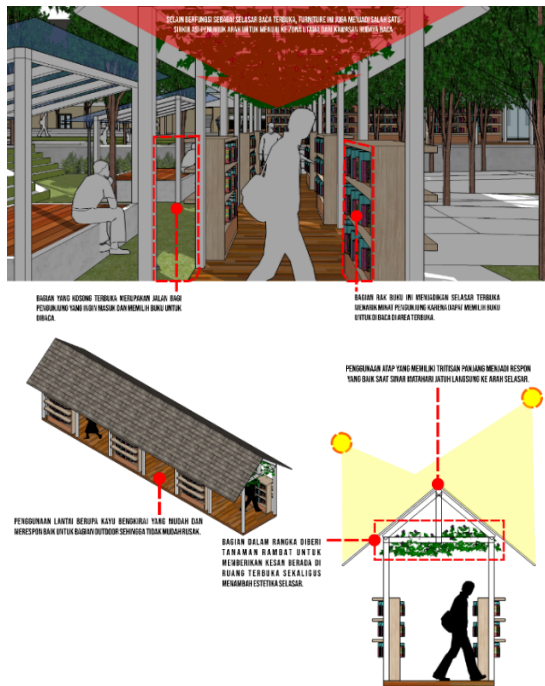 SELAIN BERFUNGSI SEBAGAI SELASAR BACA TERBUKA, FURNITURE INI JUGA MENJADI SALAH SATU
SIRKULASI PENUNJUK ARAH UNTUK MENUJU KE ZONA UTAMA DARI KAWASAN BUDAYA BACA.
BAGIAN YANG KOSONG TERBUKA MERUPAKAN JALAN BAGI
PENGUNJUNG YANG INGIN MASUK DAN MEMILIH BUKU UNTUK
DIBACA.
BAGIAN RAK BUKU INI MENJADIKAN SELASAR TERBUKA
MENARIK MINAT PENGUNJUNG KARENA DAPAT MEMILIH BUKU
UNTUK DI BACA DI AREA TERBUKA.
PENGGUNAAN ATAP YANG MEMILIKI TRITISAN PANJANG MENJADI RESPON
YANG BAIK SAAT SINAR MATAHARI JATUH LANGSUNG KE ARAH SELASAR.
PENGGUNAAN LANTAI BERUPA KAYU BENGKIRAI YANG MUDAH DAN
MERESPON BAIK UNTUK BAGIAN OUTDOOR SEHINGGA TIDAK MUDAH RUSAK.
BAGIAN DALAM RANGKA DIBERI
TANAMAN RAMBAT UNTUK
MEMBERIKAN KESAN BERADA DI
RUANG TERBUKA SEKALIGUS
MENAMBAH ESTETIKA SELASAR.